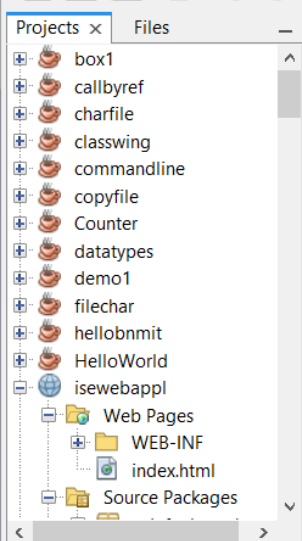 Projects Files
box1
callbyref
charfile
classwing
commandline
copyfile
Counter
datatypes
demo1
filechar
hellobnmit
HelloWorld
isewebappl
Web Pages
WEB-INF
index.html
Source Packages